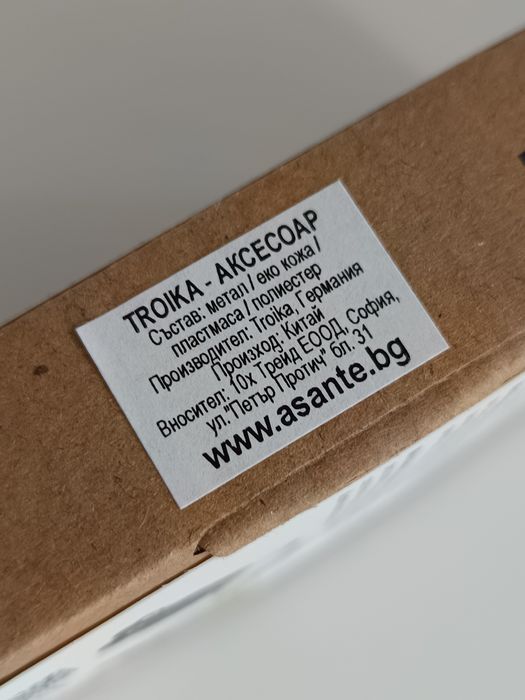 TROIKA - АКСЕСОАР
Състав: метал / еко кожа /
пластмаса / полиестер
Производител: Troika, Германия
Произход: Китай
Вносител: 10х Трейд ЕООД, София,
ул."Петър Протич" бл. 31
www.asante.bg